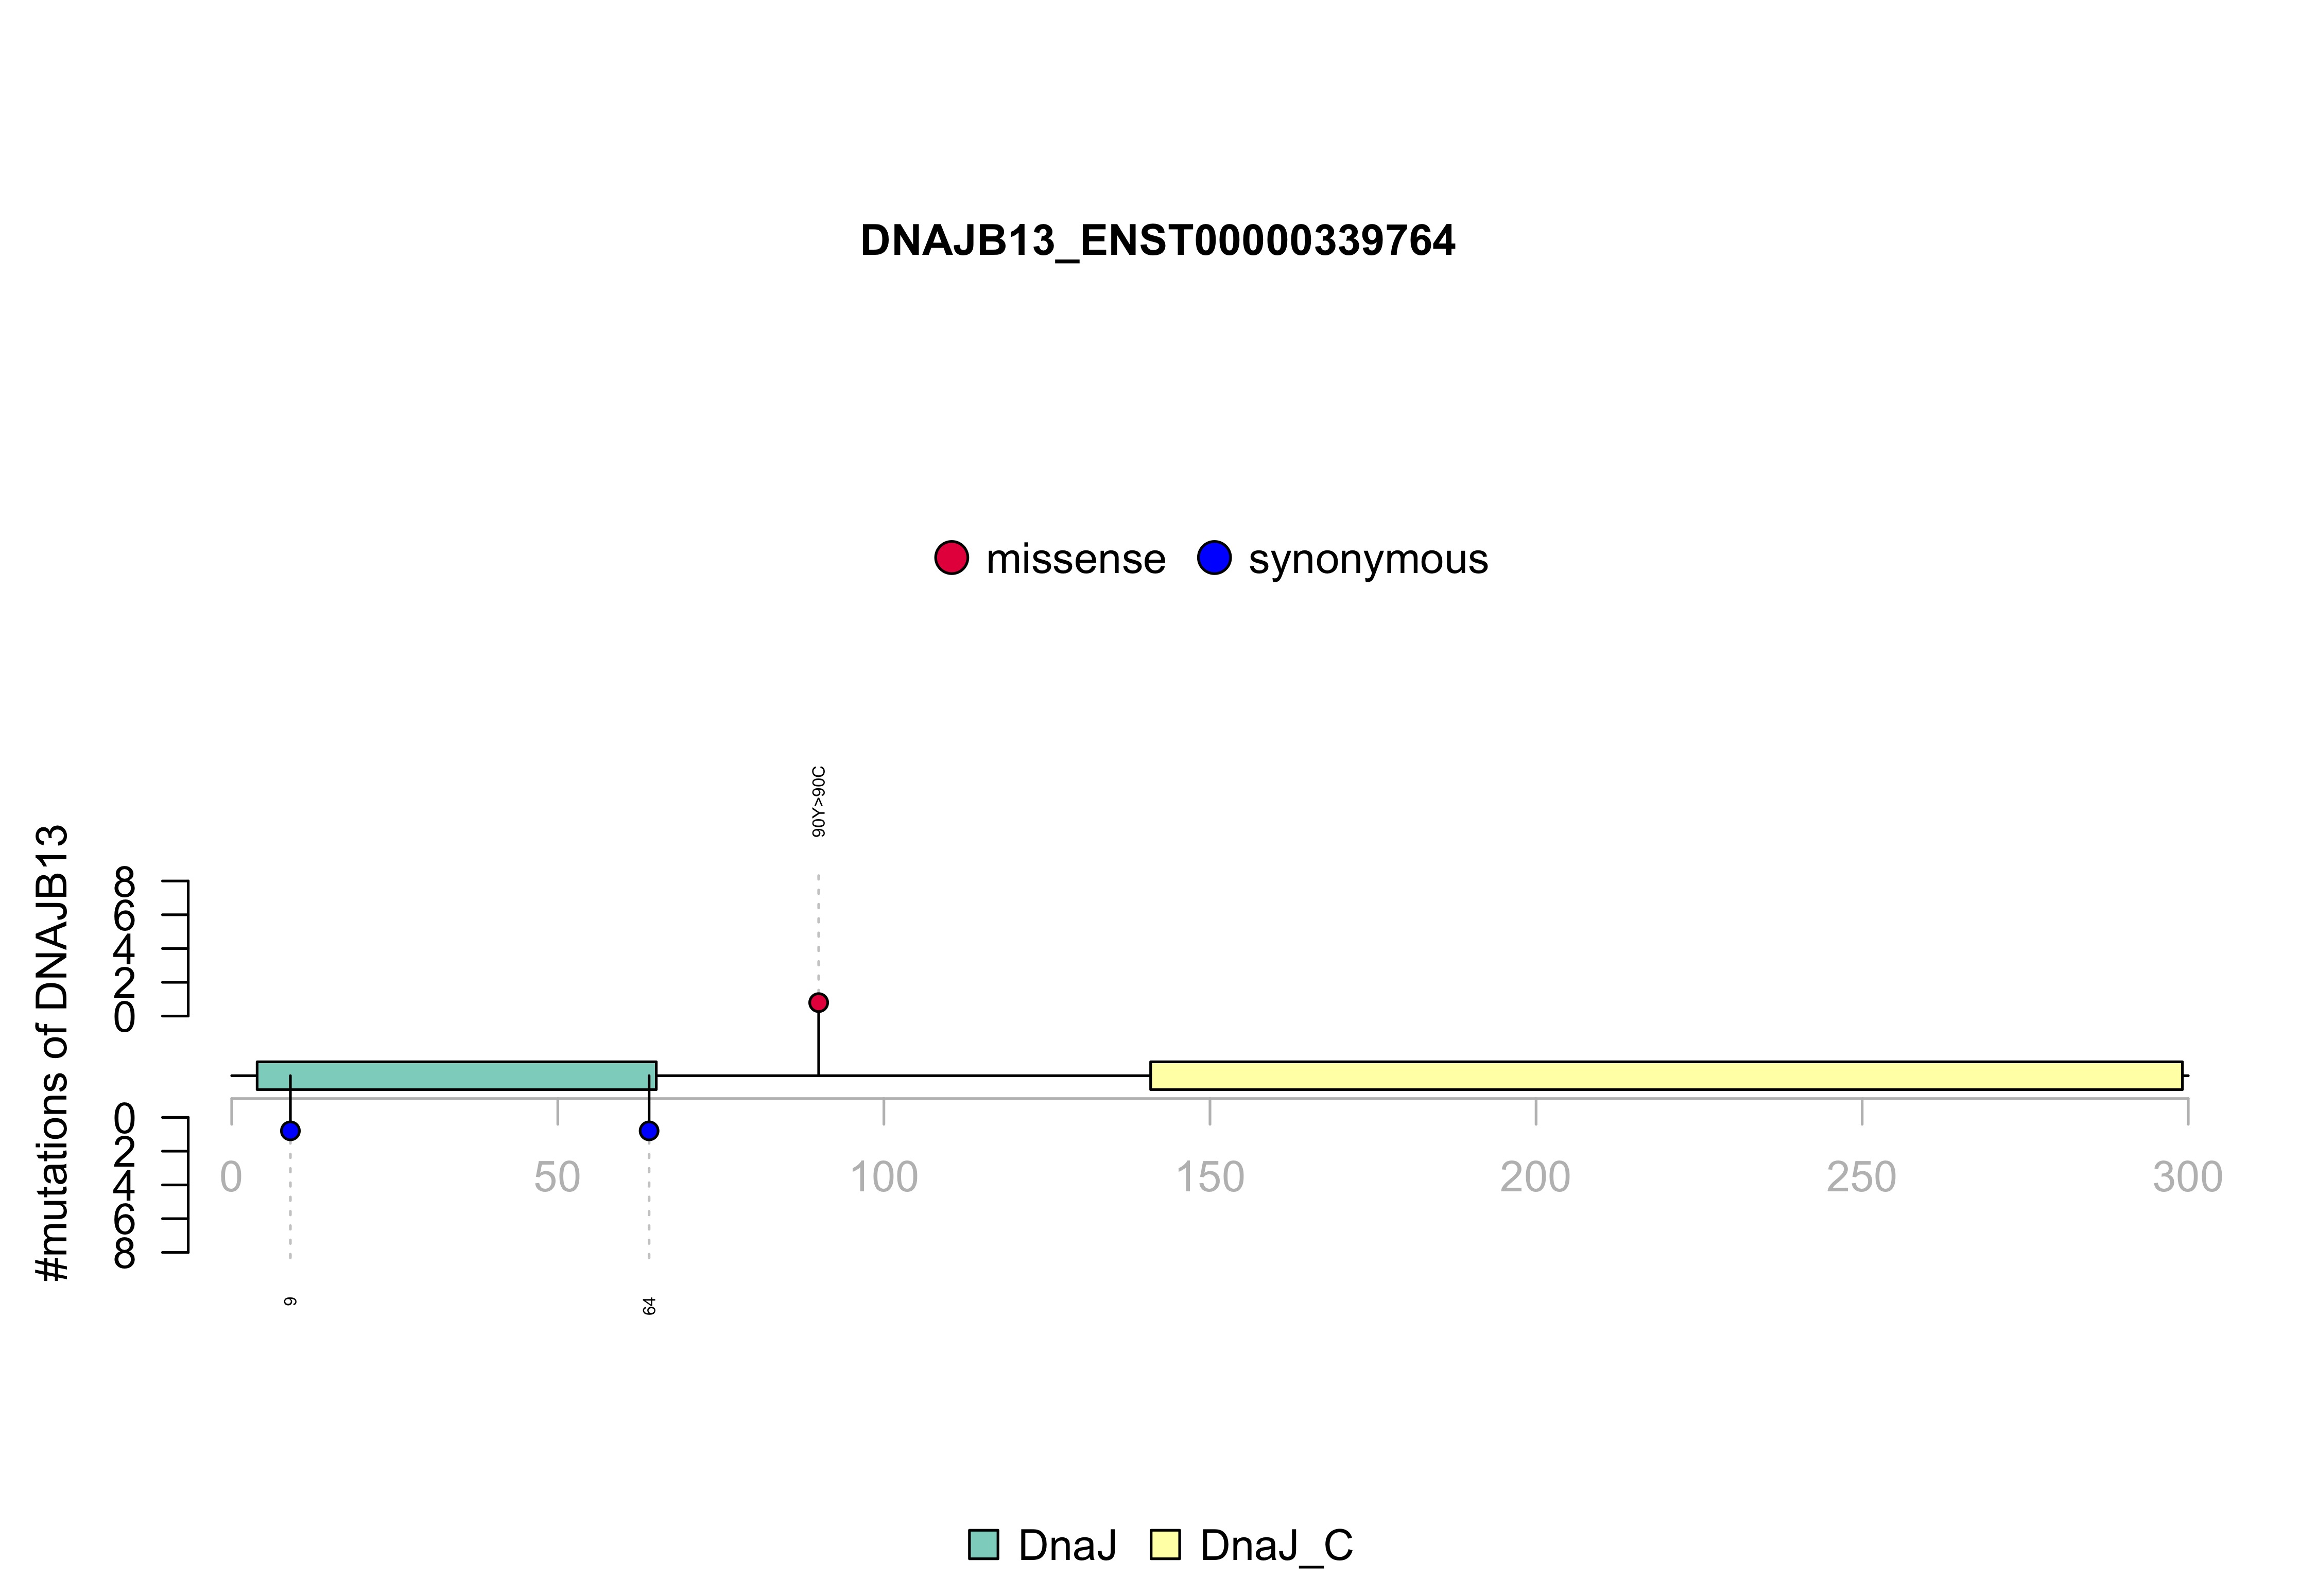 DNAJB13_ENST00000339764
missense synonymous
90Y>90C
#mutations of DNAJB13
8
6
4
2
0
0
2
4
6
8
0 50 100 150 200 250 300
9 64
DnaJ DnaJ_C